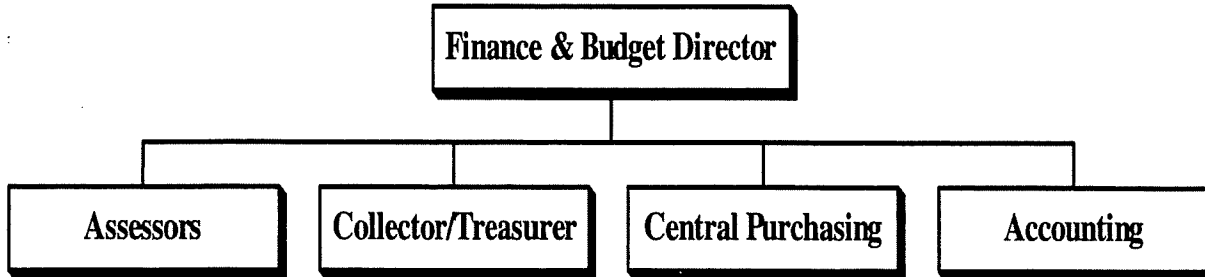 Finance & Budget Director
Assessors
Collector/Treasurer
Central Purchasing
Accounting